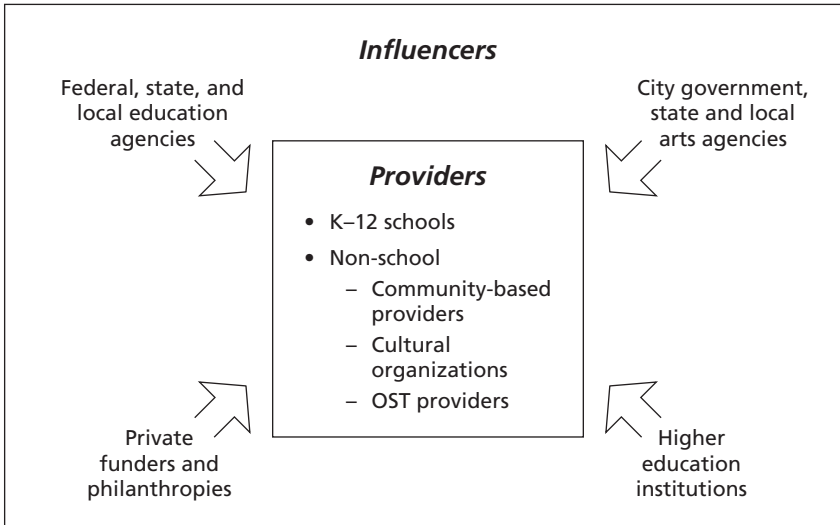 Influencers
Federal, state, and
local education
agencies
City government,
state and local
arts agencies
Providers
• K–12 schools
• Non-school
– Community-based
providers
– Cultural
organizations
– OST providers
Private
funders and
philanthropies
Higher
education
institutions